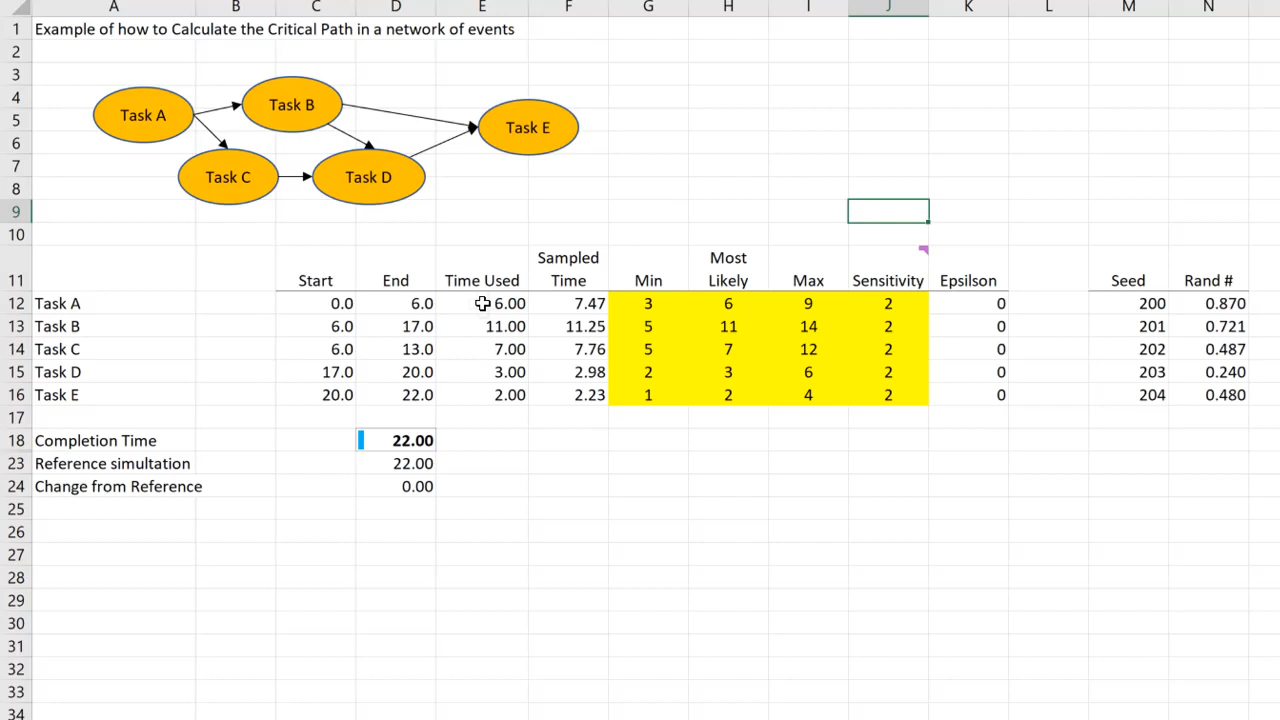 A B C D E F G H I J K L M N
1 Example of how to Calculate the Critical Path in a network of events
2
3
4 Task B
Task A
5 Task E
6
7 Task C Task D
8
9
10
Sampled Most
11 Start End Time Used Time Min Likely Max Sensitivity Epsilson Seed Rand #
12 Task A 0.0 6.0 6.00 7.47 3 6 9 2 0 200 0.870
13 Task B 6.0 17.0 11.00 11.25 5 11 14 2 0 201 0.721
14 Task C 6.0 13.0 7.00 7.76 5 7 12 2 0 202 0.487
15 Task D 17.0 20.0 3.00 2.98 2 3 6 2 0 203 0.240
16 Task E 20.0 22.0 2.00 2.23 1 2 4 2 0 204 0.480
17
18 Completion Time 22.00
23 Reference simultation 22.00
24 Change from Reference 0.00
25
26
27
28
29
30
31
32
33
34